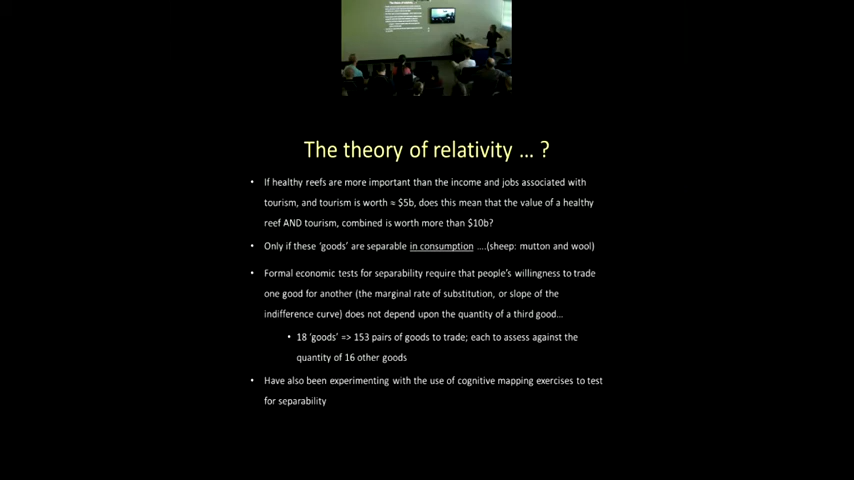 The theory of relativity ... ?
• If healthy reefs are more important than the income and jobs associated with
tourism, and tourism is worth ≈ $5b, does this mean that the value of a healthy
reef AND tourism, combined is worth more than $10b?
• Only if these ‘goods’ are separable in consumption ....(sheep: mutton and wool)
• Formal economic tests for separability require that people’s willingness to trade
one good for another (the marginal rate of substitution, or slope of the
indifference curve) does not depend upon the quantity of a third good...
• 18 ‘goods’ => 153 pairs of goods to trade; each to assess against the
quantity of 16 other goods
• Have also been experimenting with the use of cognitive mapping exercises to test
for separability